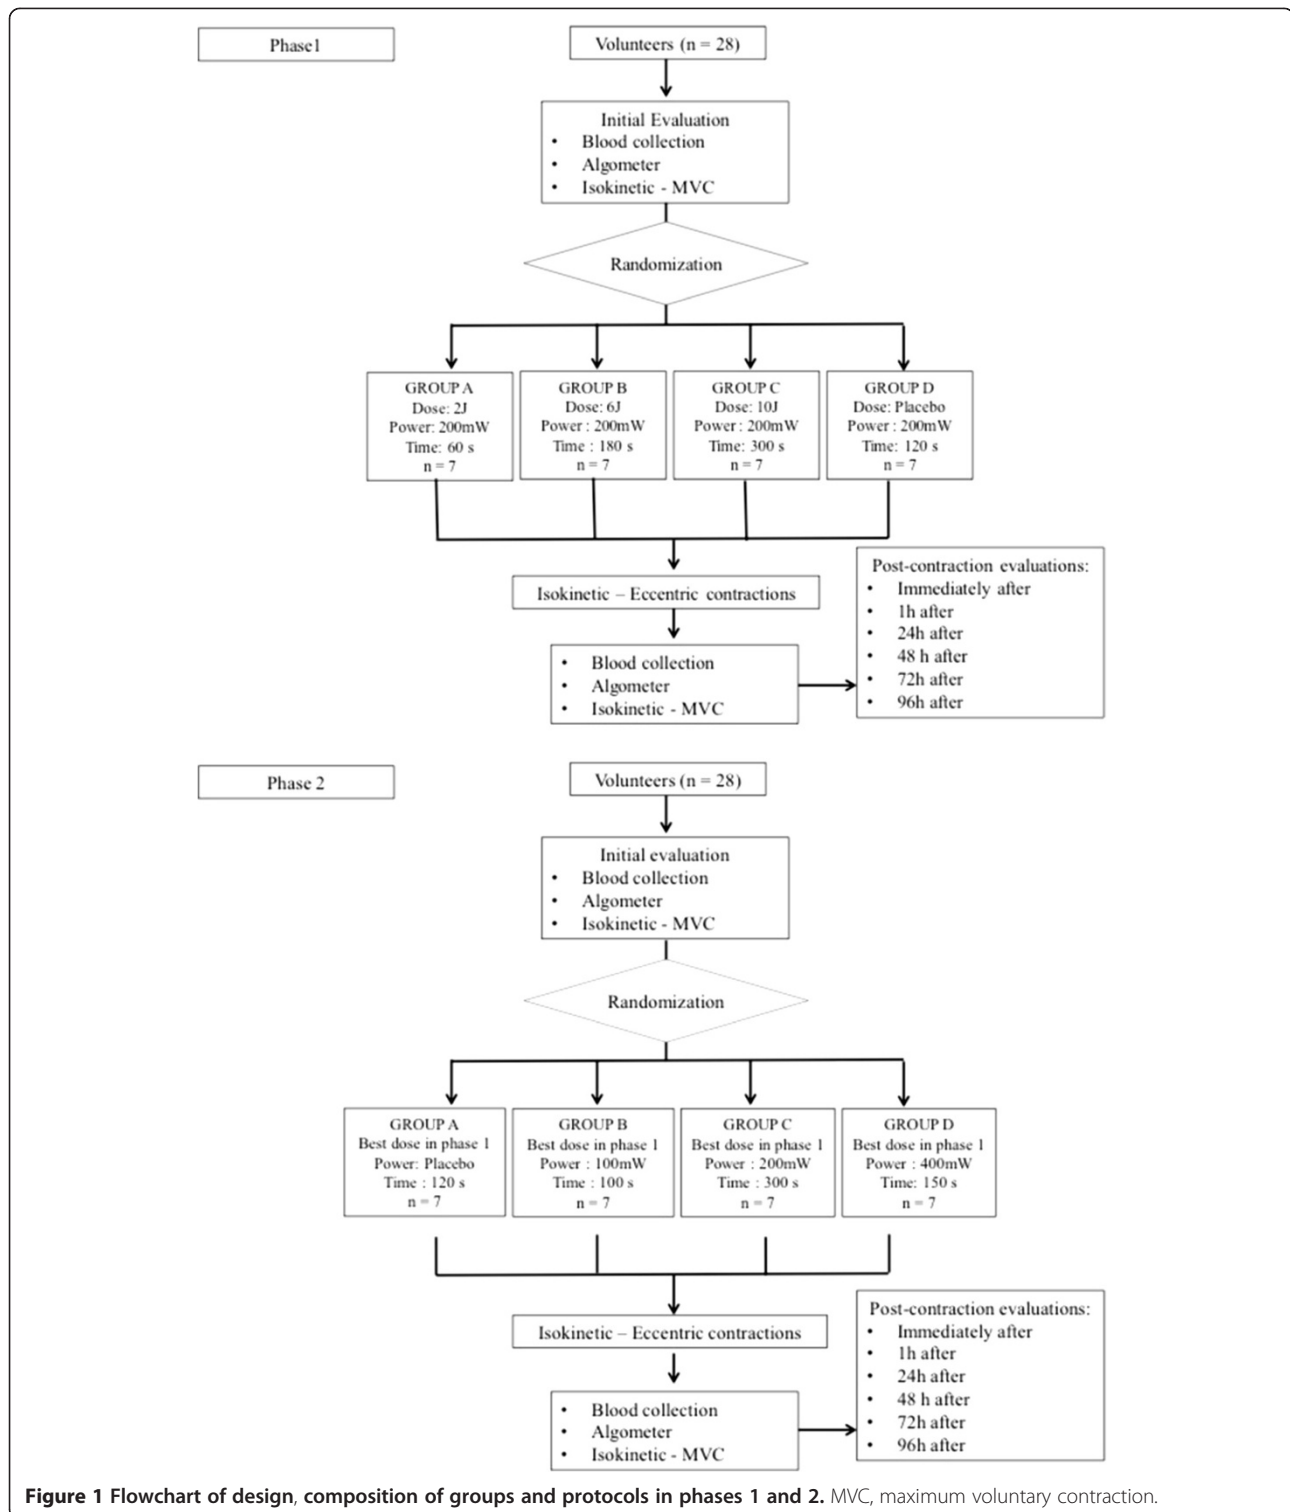 Phase1
Volunteers (n = 28)
Initial Evaluation
• Blood collection
• Algometer
• Isokinetic - MVC
Randomization
GROUP A
Dose: 2J
Power: 200mW
Time: 60 s
n = 7
GROUP B
Dose: 6J
Power : 200mW
Time : 180 s
n = 7
GROUP C
Dose: 10J
Power : 200mW
Time: 300 s
n = 7
GROUP D
Dose: Placebo
Power : 200mW
Time: 120 s
n = 7
Isokinetic – Eccentric contractions
• Blood collection
• Algometer
• Isokinetic - MVC
Post-contraction evaluations:
• Immediately after
• 1h after
• 24h after
• 48 h after
• 72h after
• 96h after
Phase 2
Volunteers (n = 28)
Initial evaluation
• Blood collection
• Algometer
• Isokinetic - MVC
Randomization
GROUP A
Best dose in phase 1
Power: Placebo
Time : 120 s
n = 7
GROUP B
Best dose in phase 1
Power : 100mW
Time : 100 s
n = 7
GROUP C
Best dose in phase 1
Power : 200mW
Time : 300 s
n = 7
GROUP D
Best dose in phase 1
Power : 400mW
Time: 150 s
n = 7
Isokinetic – Eccentric contractions
• Blood collection
• Algometer
• Isokinetic - MVC
Post-contraction evaluations:
• Immediately after
• 1h after
• 24h after
• 48 h after
• 72h after
• 96h after
Figure 1 Flowchart of design, composition of groups and protocols in phases 1 and 2. MVC, maximum voluntary contraction.